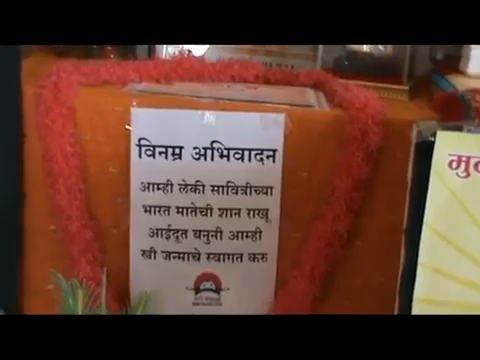 विनम्र अभिवादन
आम्ही लेकी सावित्रीच्या
भारत मातेची शान राखू
आईदूत बनुनी आम्ही
स्त्री जन्माचे स्वागत करु